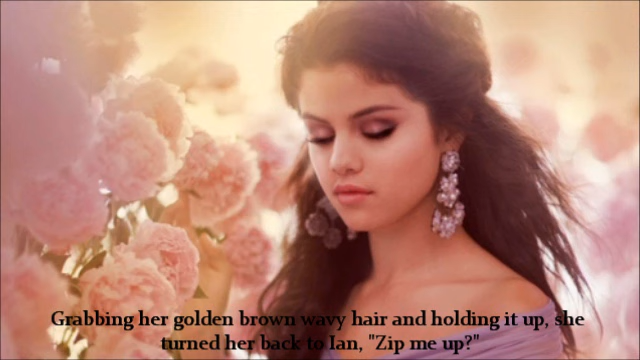 Grabbing her golden brown wavy hair and holding it up, she
turned her back to Ian, "Zip me up?"